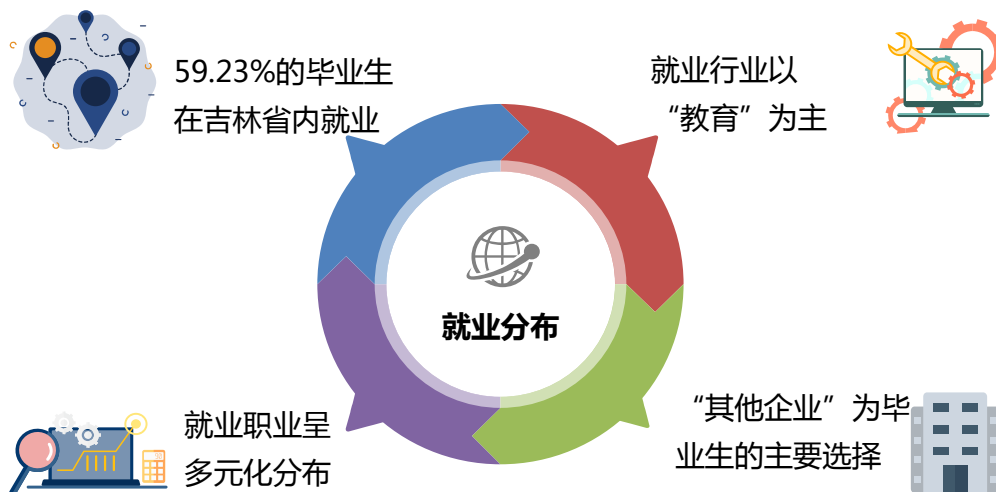 59.23%的毕业生
在吉林省内就业
就业行业以
“教育”为主
就业分布
就业职业呈
多元化分布
“其他企业”为毕
业生的主要选择